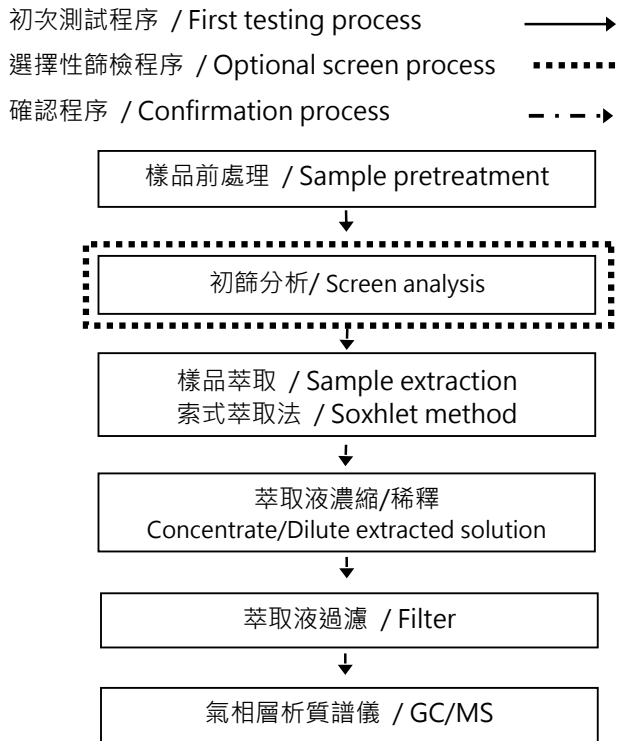 初次測試程序 / First testing process
選擇性篩檢程序 / Optional screen process
確認程序 / Confirmation process
樣品前處理 / Sample pretreatment
初篩分析/ Screen analysis
樣品萃取 / Sample extraction
索式萃取法 / Soxhlet method
萃取液濃縮/稀釋
Concentrate/Dilute extracted solution
萃取液過濾 / Filter
氣相層析質譜儀 / GC/MS